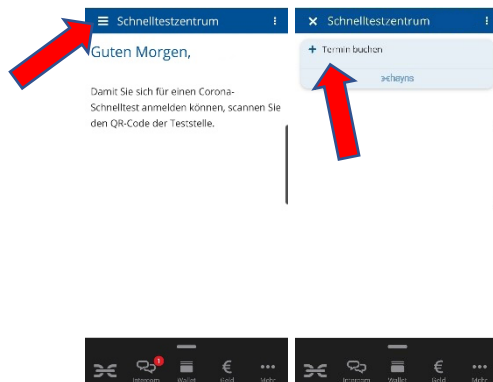 Schnelltestzentrum
Guten Morgen,
Damit Sie sich für einen Corona-
Schnelltest anmelden können, scannen Sie
den QR-Code der Teststelle.
1
Intercom Wallet Geld Mehr
Schnelltestzentrum
+ Termin buchen
chayns
Intercom Wallet Geld Mehr